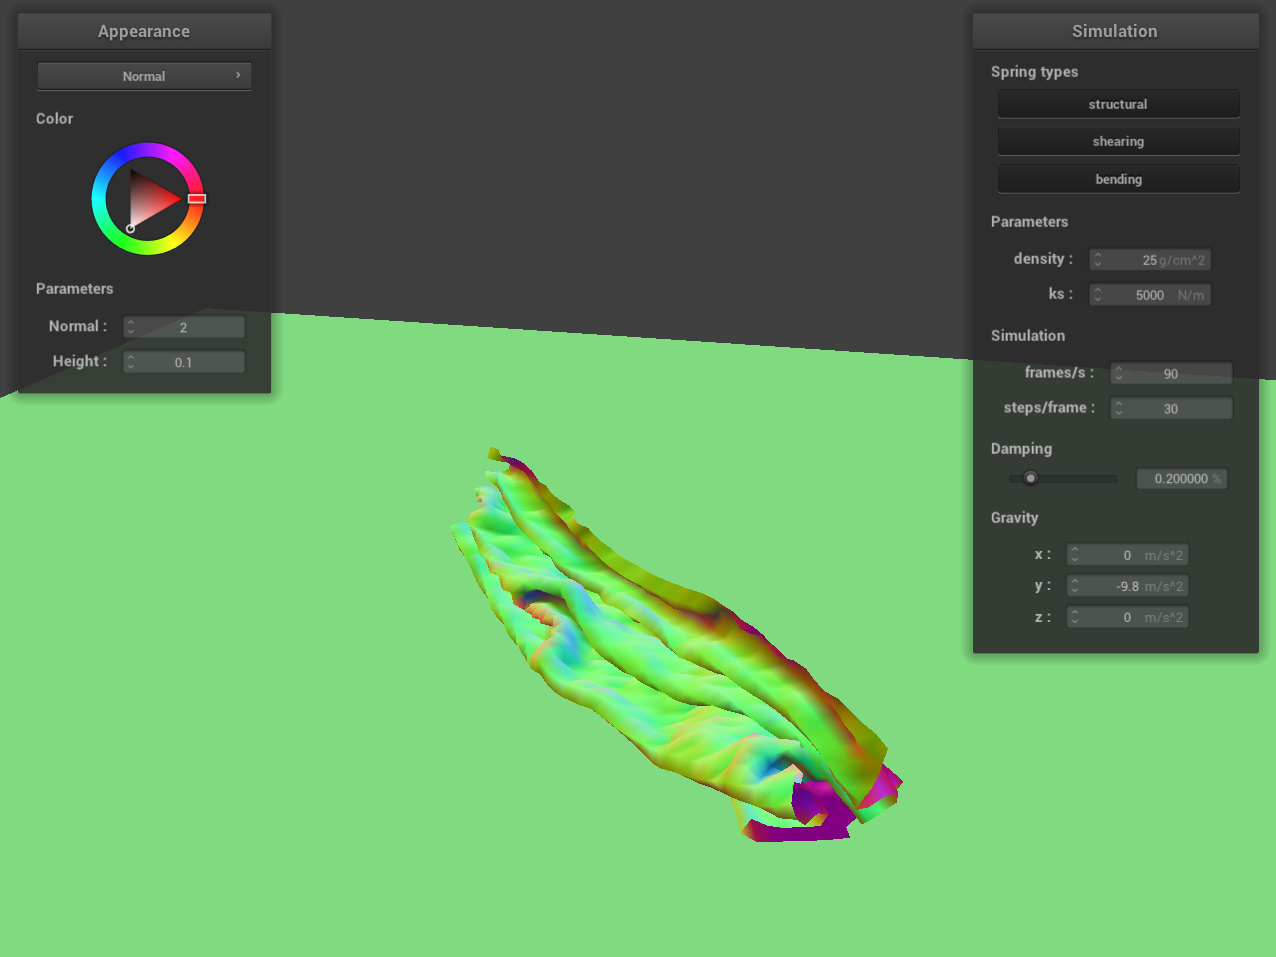 Appearance
Normal
Color
Parameters
Normal : 2
Height : 0.1
Simulation
Spring types
structural
shearing
bending
Parameters
density : 25 g/cm^2
ks : 5000 N/m
Simulation
frames/s : 90
steps/frame : 30
Damping
0.200000 %
Gravity
x : 0 m/s^2
y : -9.8 m/s^2
z : 0 m/s^2